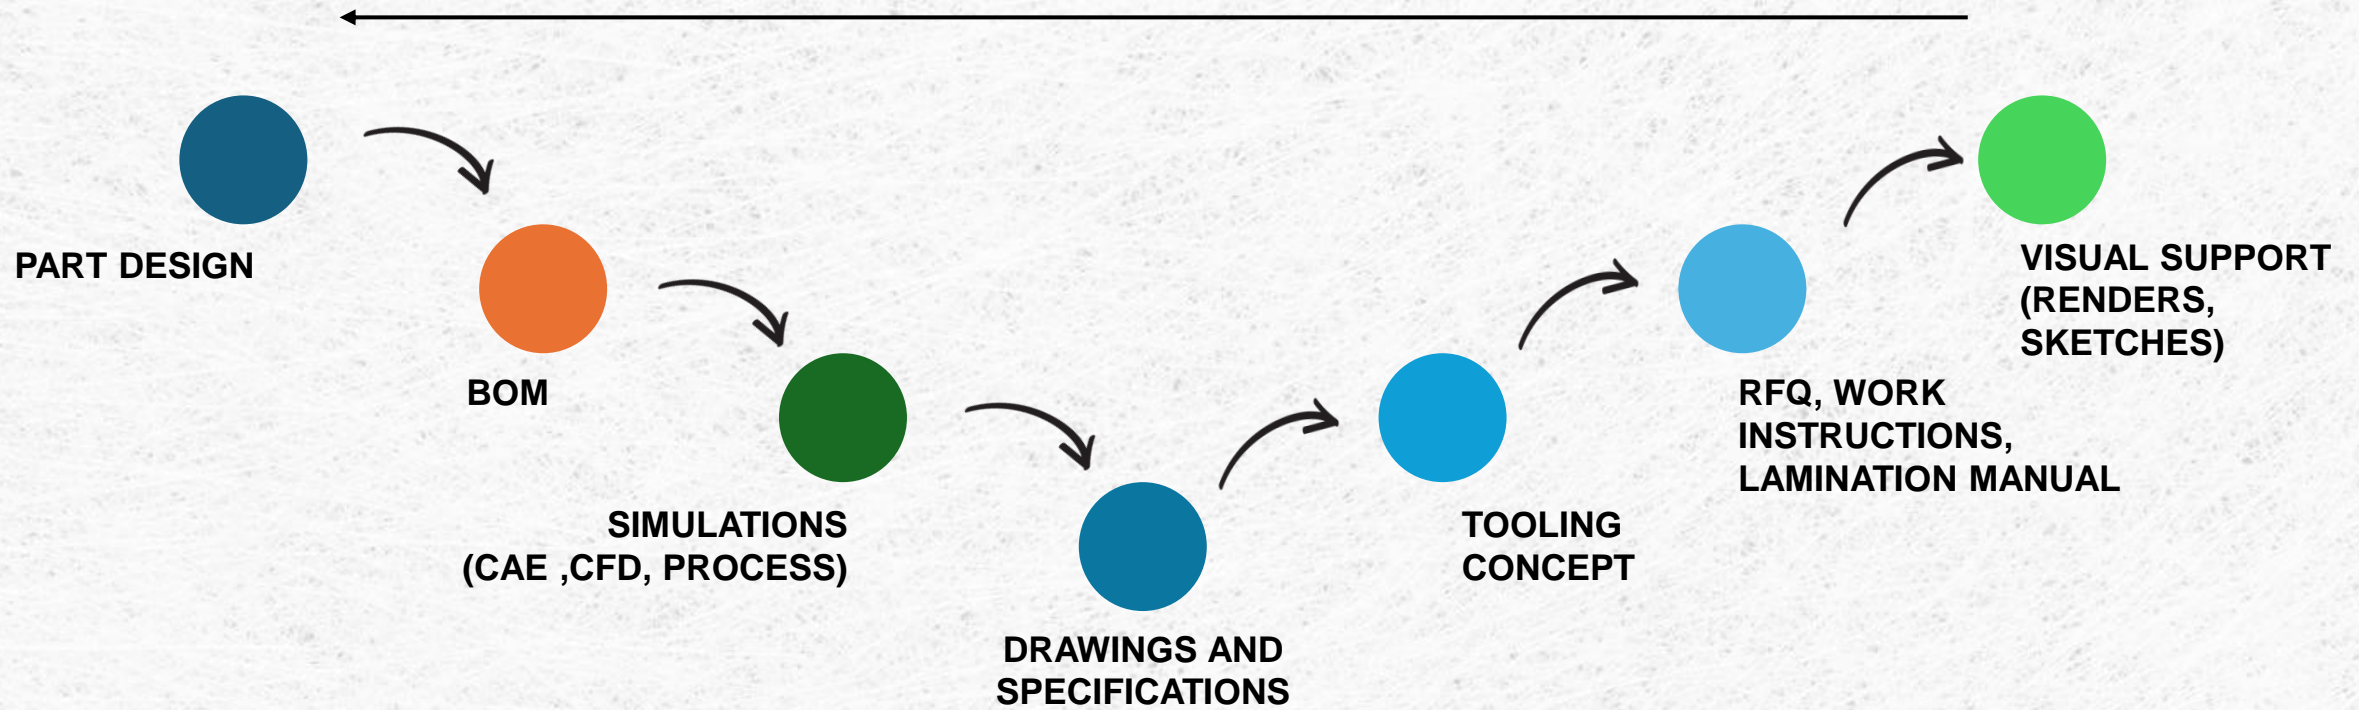 PART DESIGN
BOM
SIMULATIONS
(CAE ,CFD, PROCESS)
DRAWINGS AND
SPECIFICATIONS
TOOLING
CONCEPT
RFQ, WORK
INSTRUCTIONS,
LAMINATION MANUAL
VISUAL SUPPORT
(RENDERS,
SKETCHES)